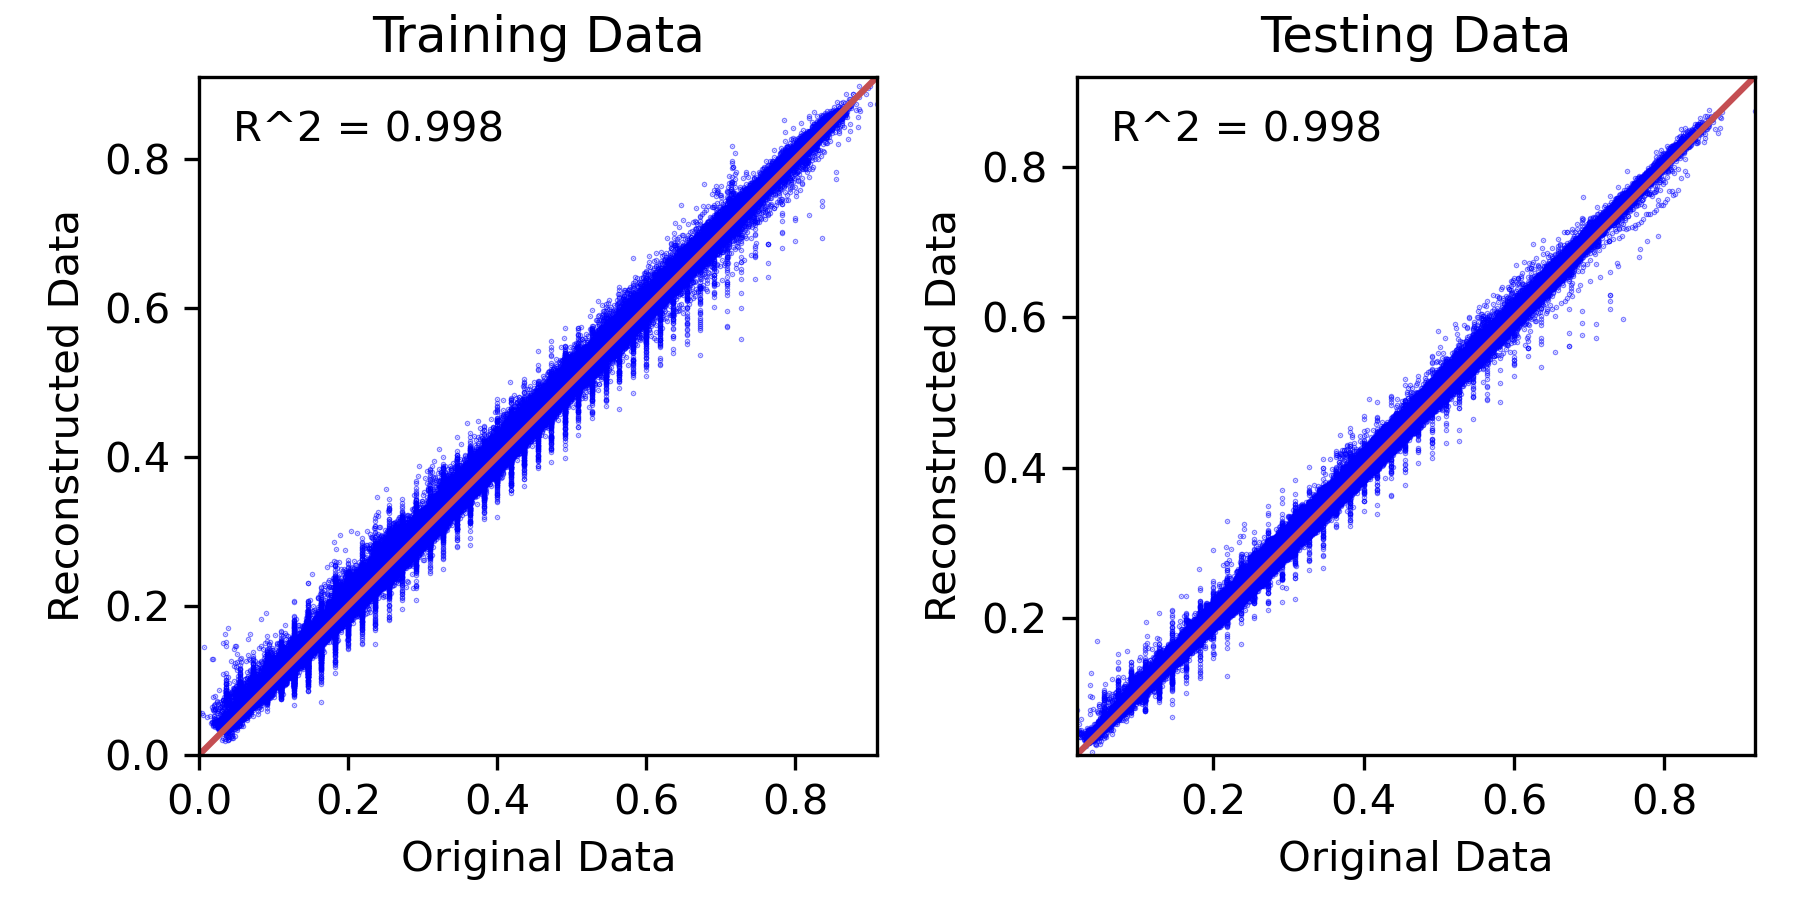 Training Data
R^2 = 0.998
Reconstructed Data
0.8
0.6
0.4
0.2
0.0
0.0 0.2 0.4 0.6 0.8
Original Data
Testing Data
R^2 = 0.998
Reconstructed Data
0.8
0.6
0.4
0.2
0.2 0.4 0.6 0.8
Original Data